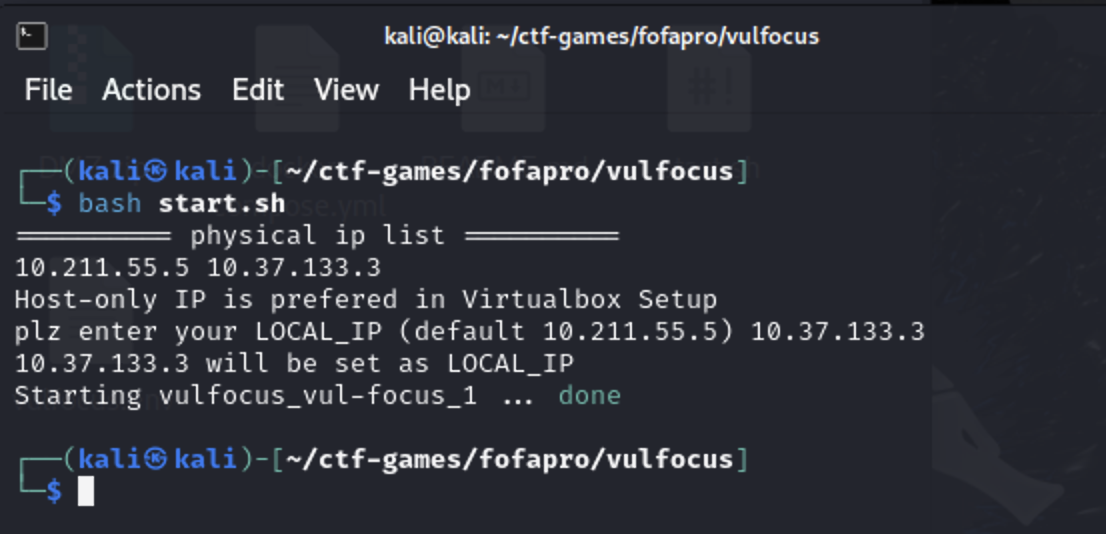 kali@kali: ~/ctf-games/fofapro/vulfocus
File Actions Edit View Help
┌──(kali㉿kali)-[~/ctf-games/fofapro/vulfocus]
└─$ bash start.sh
========== physical ip list ==========
10.211.55.5 10.37.133.3
Host-only IP is prefered in Virtualbox Setup
plz enter your LOCAL_IP (default 10.211.55.5) 10.37.133.3
10.37.133.3 will be set as LOCAL_IP
Starting vulfocus_vul-focus_1 ... done
┌──(kali㉿kali)-[~/ctf-games/fofapro/vulfocus]
└─$